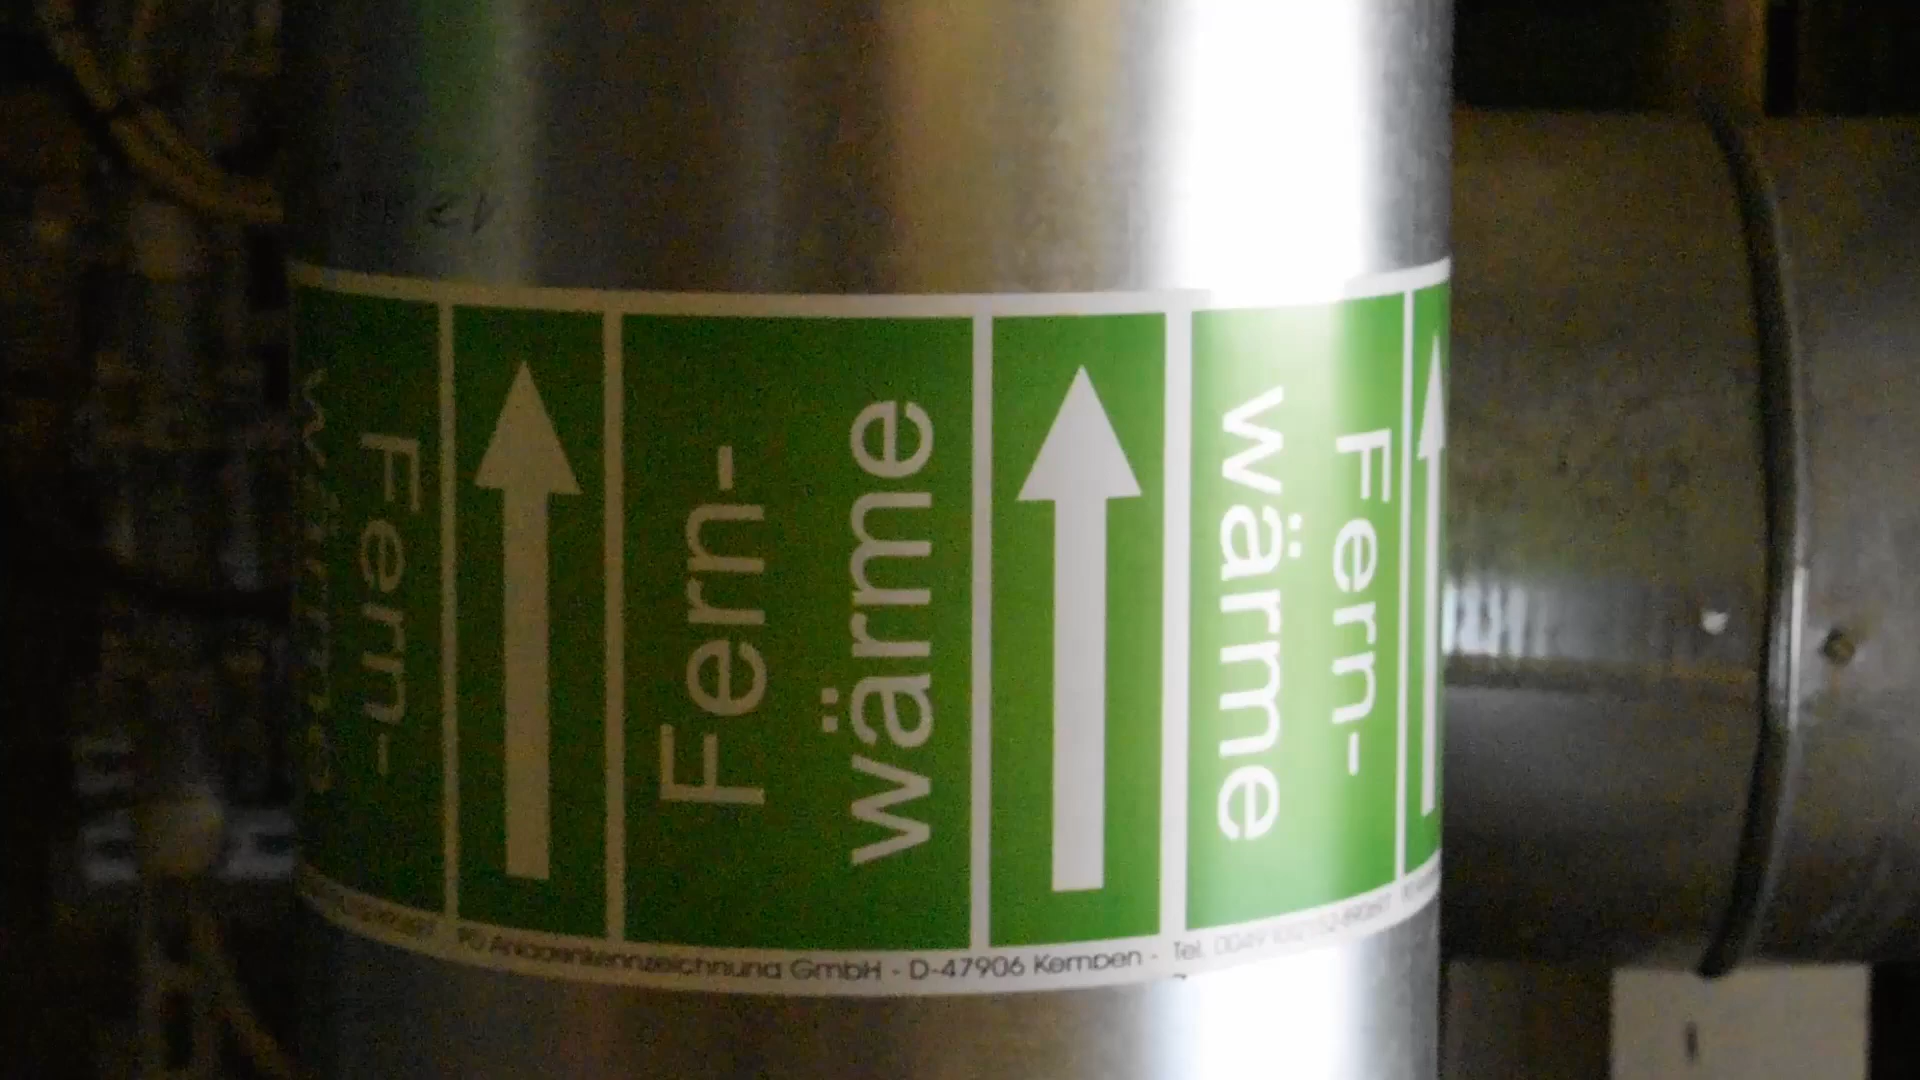 Fern-
wärme
Fern-
wärme
Fern-
wärme
Anlagenkennzeichnung GmbH - D-47906 Kempen - Tel.